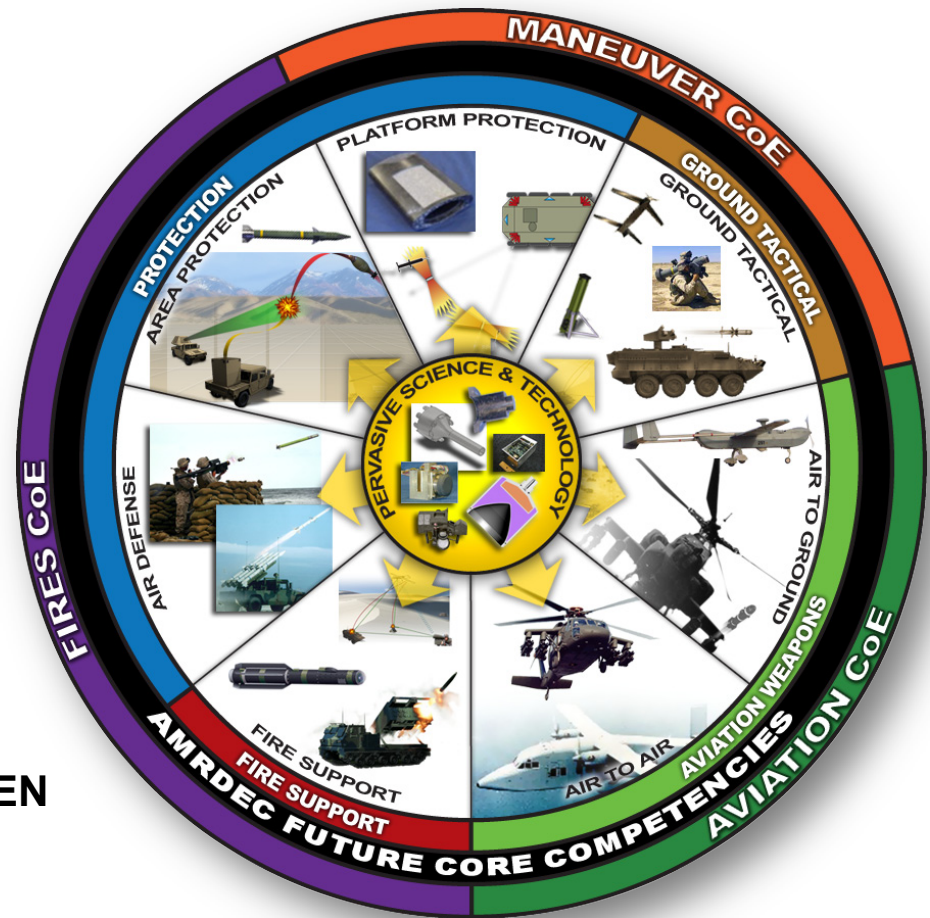 MANEUVER CoE
PLATFORM PROTECTION
GROUND TACTICAL
GROUND TACTICAL
PROTECTION
AREA PROTECTION
PERVASIVE SCIENCE & TECHNOLOGY
AIR DEFENSE
AIR TO GROUND
FIRES CoE
AVIATION WEAPONS
AVIATION CoE
FIRE SUPPORT
AIR TO AIR
FIRE SUPPORT
EN
AMRDEC FUTURE CORE COMPETENCIES